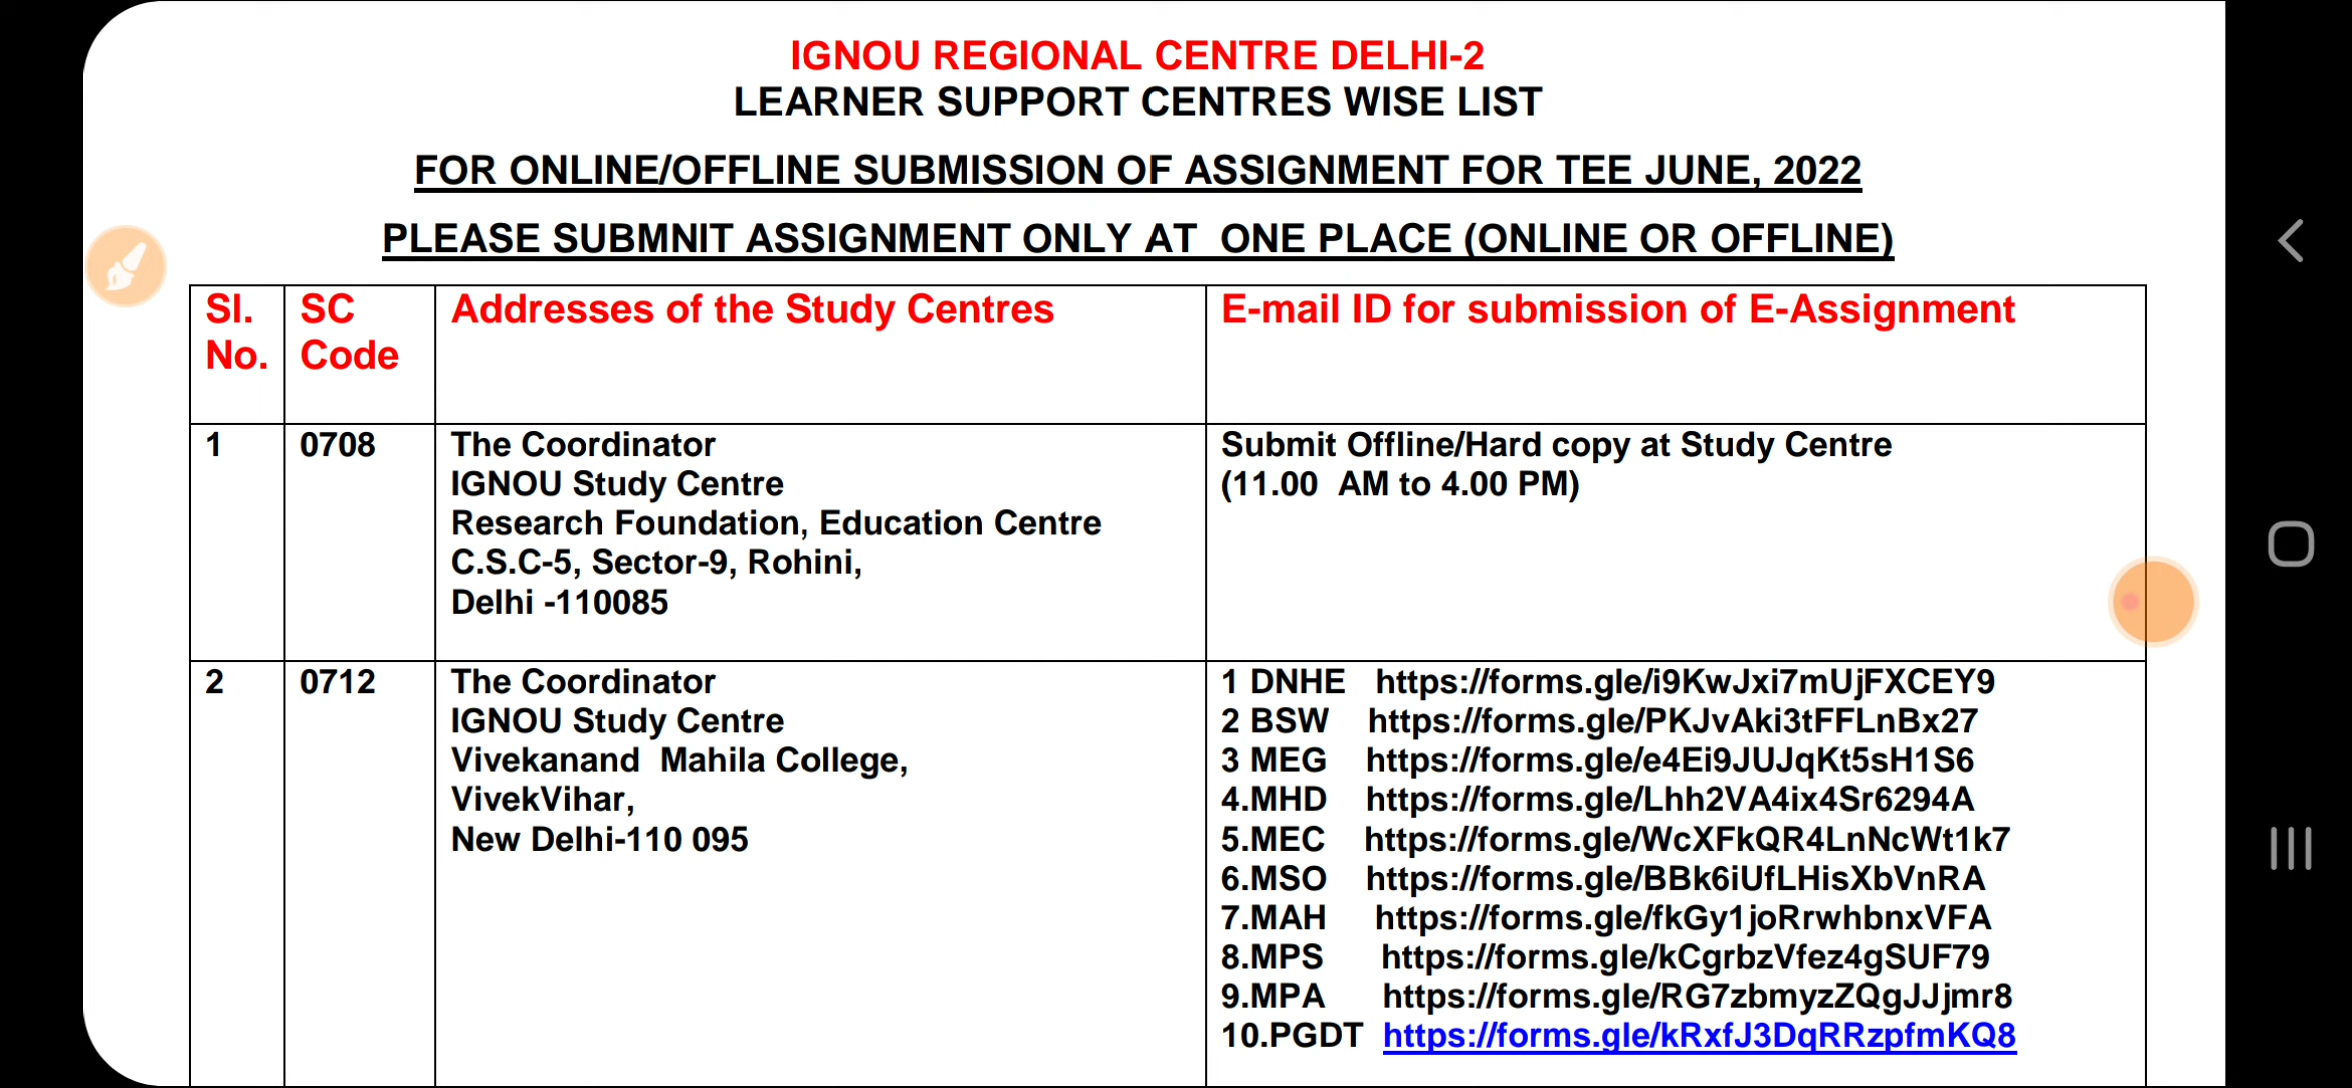 IGNOU REGIONAL CENTRE DELHI-2
LEARNER SUPPORT CENTRES WISE LIST
FOR ONLINE/OFFLINE SUBMISSION OF ASSIGNMENT FOR TEE JUNE, 2022
PLEASE SUBMNIT ASSIGNMENT ONLY AT ONE PLACE (ONLINE OR OFFLINE)
Sl. No.
SC Code
Addresses of the Study Centres
E-mail ID for submission of E-Assignment
1
0708
The Coordinator
IGNOU Study Centre
Research Foundation, Education Centre
C.S.C-5, Sector-9, Rohini,
Delhi -110085
Submit Offline/Hard copy at Study Centre
(11.00 AM to 4.00 PM)
2
0712
The Coordinator
IGNOU Study Centre
Vivekanand Mahila College,
VivekVihar,
New Delhi-110 095
1 DNHE https://forms.gle/i9KwJxi7mUjFXCEY9
2 BSW https://forms.gle/PKJvAki3tFFLnBx27
3 MEG https://forms.gle/e4Ei9JUJqKt5sH1S6
4.MHD https://forms.gle/Lhh2VA4ix4Sr6294A
5.MEC https://forms.gle/WcXFkQR4LnNcWt1k7
6.MSO https://forms.gle/BBk6iUfLHisXbVnRA
7.MAH https://forms.gle/fkGy1joRrwhbnxVFA
8.MPS https://forms.gle/kCgrbzVfez4gSUF79
9.MPA https://forms.gle/RG7zbmyzZQgJJjmr8
10.PGDT https://forms.gle/kRxfJ3DqRRzpfmKQ8